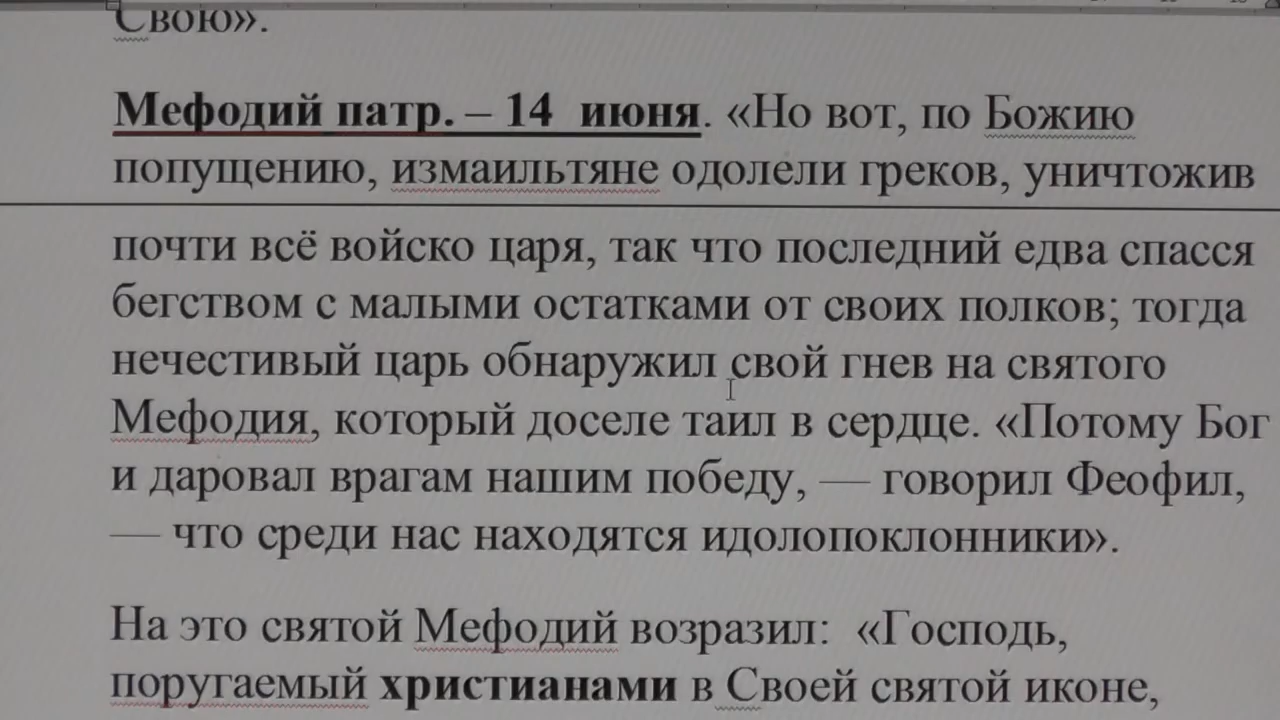 Свою».
Мефодий патр. – 14  июня. «Но вот, по Божию
попущению, измаильтяне одолели греков, уничтожив
почти всё войско царя, так что последний едва спасся
бегством с малыми остатками от своих полков; тогда
нечестивый царь обнаружил свой гнев на святого
Мефодия, который доселе таил в сердце. «Потому Бог
и даровал врагам нашим победу, — говорил Феофил,
— что среди нас находятся идолопоклонники».
На это святой Мефодий возразил:  «Господь,
поругаемый христианами в Своей святой иконе,